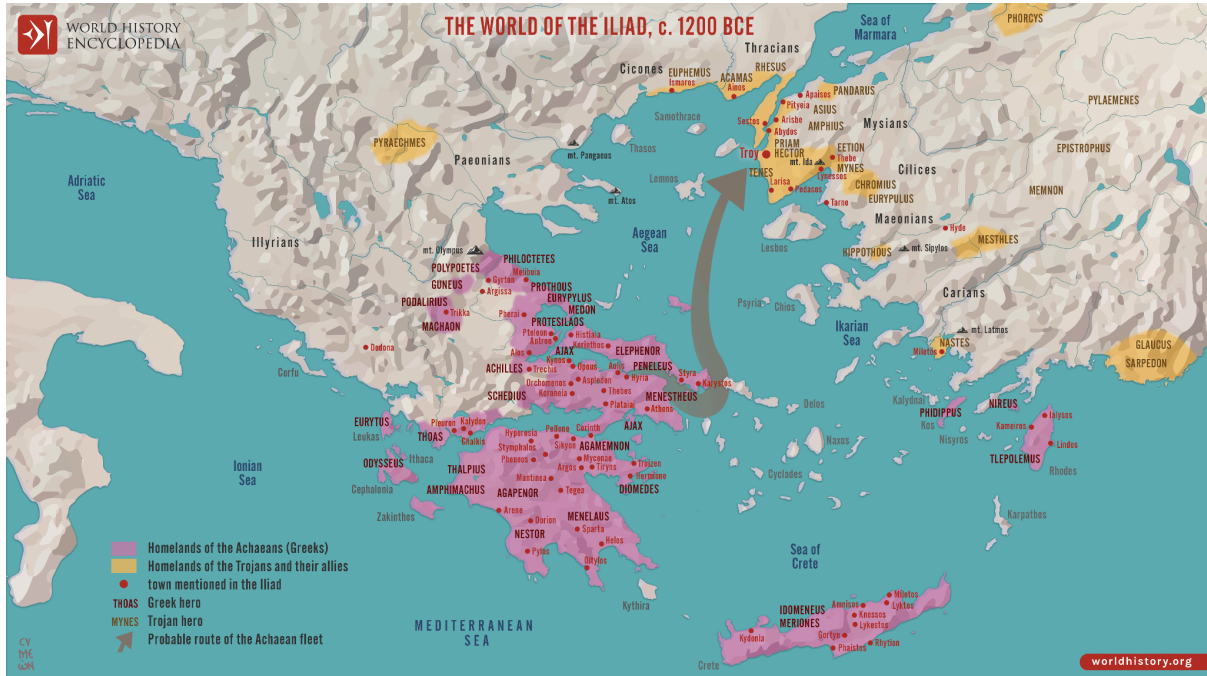 WORLD HISTORY
ENCYCLOPEDIA
THE WORLD OF THE ILIAD, c. 1200 BCE
Sea of
Marmara
PHORCYS
Thracians
RHESUS
Cicones
EUPHEMUS
Ismaros
ACAMAS
Ainos
PANDARUS
Apaisos
Pityeia
ASIUS
Arisbe
Sestos
Abydos
AMPHIUS
Mysians
PYLAEMENES
Samothrace
PYRAECHMES
Paeonians
mt. Pangaeus
Thasos
PRIAM
Troy
HECTOR
EETION
Thebe
mt. Ida
MYNES
Lynessos
TENES
Cilices
EPISTROPHUS
Adriatic
Sea
Lemnos
Larisa
Pedasos
CHROMIUS
EURYPULUS
MEMNON
mt. Atos
Tarne
Maeonians
Hyde
Illyrians
Aegean
Sea
Lesbos
HIPPOTHOUS
mt. Sipylos
MESTHLES
mt. Olympus
PHILOCTETES
POLYPOETES
Meliboia
GUNEUS
Gyrton
Argissa
PROTHOUS
EURYPYLUS
MEDON
PODALIRIUS
Trikka
Pherai
MACHAON
PROTESILAOS
Psyria
Chios
Carians
Ikarian
Sea
mt. Latmos
NASTES
Miletos
GLAUCUS
SARPEDON
Pteleon
Antron
Histiaia
Kerinthos
Dodona
Corfu
Alos
AJAX
ELEPHENOR
Kynos
Opous
PENELEUS
ACHILLES
Trechis
Aulis
Hyria
Styra
Karystos
Orchomenos
Aspledon
Koroneia
Thebes
SCHEDIUS
MENESTHEUS
Plataiai
Athens
Delos
Kalydnai
PHIDIPPUS
Kos
NIREUS
Ialysos
Kameiros
Nisyros
Lindos
TLEPOLEMUS
Rhodes
EURYTUS
Leukas
Pleuron
Kalydon
Chalkis
THOAS
AJAX
Hyperesia
Pellene
Corinth
Sikyon
AGAMEMNON
Stymphalos
Pheneos
Mycenae
Argos
Tiryns
Troizen
Hermione
Naxos
Cyclades
ODYSSEUS
Ithaca
Cephalonia
THALPIUS
Mantinea
DIOMEDES
AMPHIMACHUS
AGAPENOR
Tegea
Ionian
Sea
Zakinthos
Arene
Dorion
MENELAUS
Sparta
NESTOR
Helos
Pylos
Oitylos
Karpathos
Sea of
Crete
Kythira
MEDITERRANEAN
SEA
Homelands of the Achaeans (Greeks)
Homelands of the Trojans and their allies
town mentioned in the Iliad
THOAS Greek hero
MYNES Trojan hero
Probable route of the Achaean fleet
IDOMENEUS
MERIONES
Amnisos
Miletos
Lyktos
Knossos
Lykastos
Kydonia
Gortyn
Phaistos
Rhytion
Crete
CY
ME
worldhistory.org